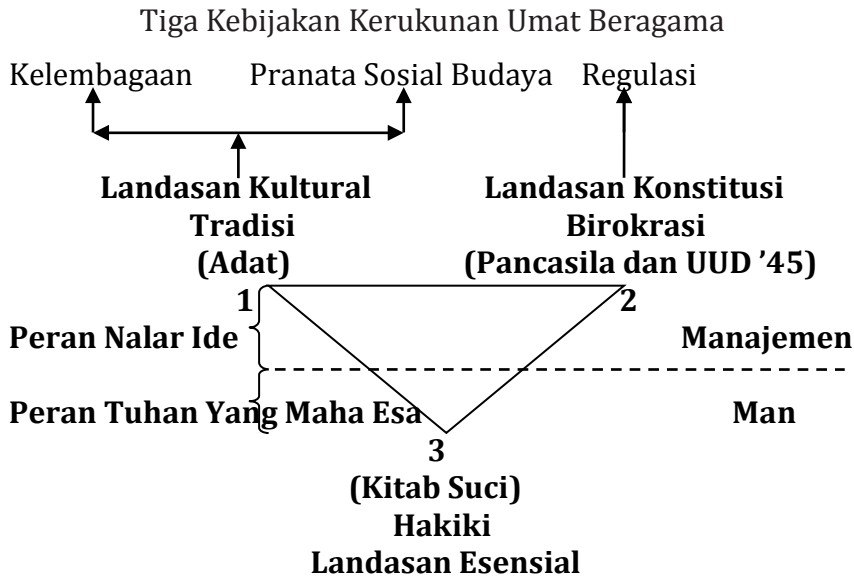 Tiga Kebijakan Kerukunan Umat Beragama
Kelembagaan Pranata Sosial Budaya Regulasi
Landasan Kultural Landasan Konstitusi
Tradisi Birokrasi
(Adat) (Pancasila dan UUD ’45)
1 2
Peran Nalar Ide Manajemen
Peran Tuhan Yang Maha Esa Man
3
(Kitab Suci)
Hakiki
Landasan Esensial